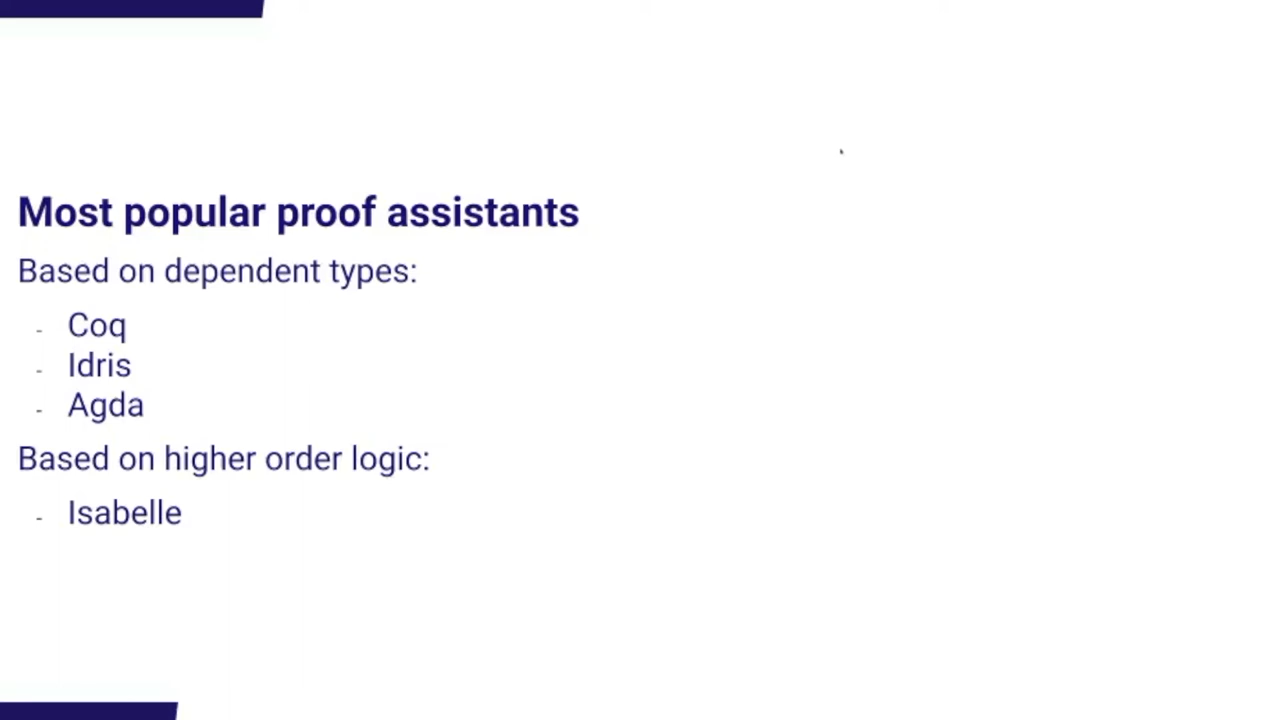 Most popular proof assistants
Based on dependent types:
- Coq
- Idris
- Agda
Based on higher order logic:
- Isabelle